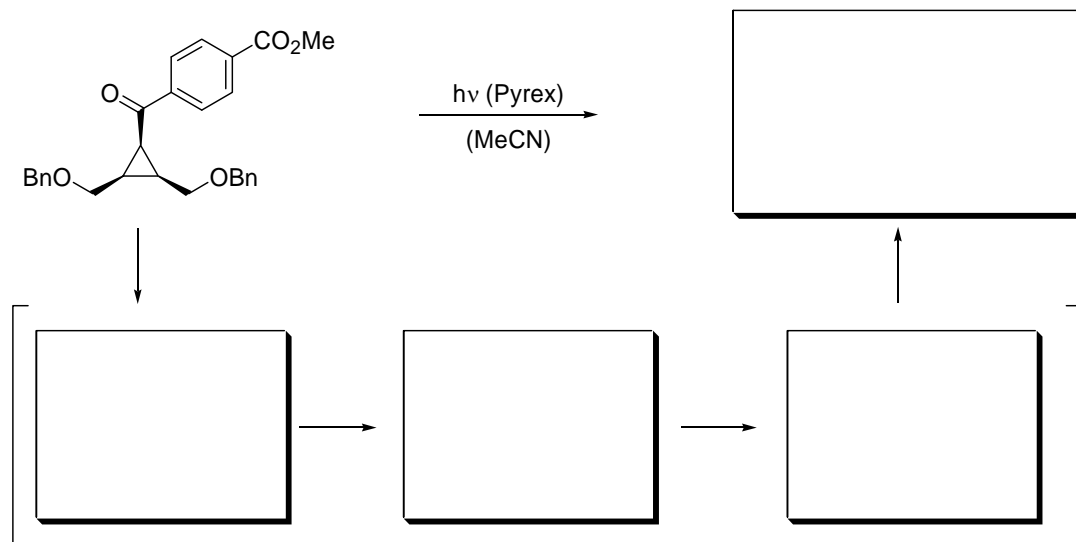 CO2Me
O
hν (Pyrex)
(MeCN)
BnO
OBn